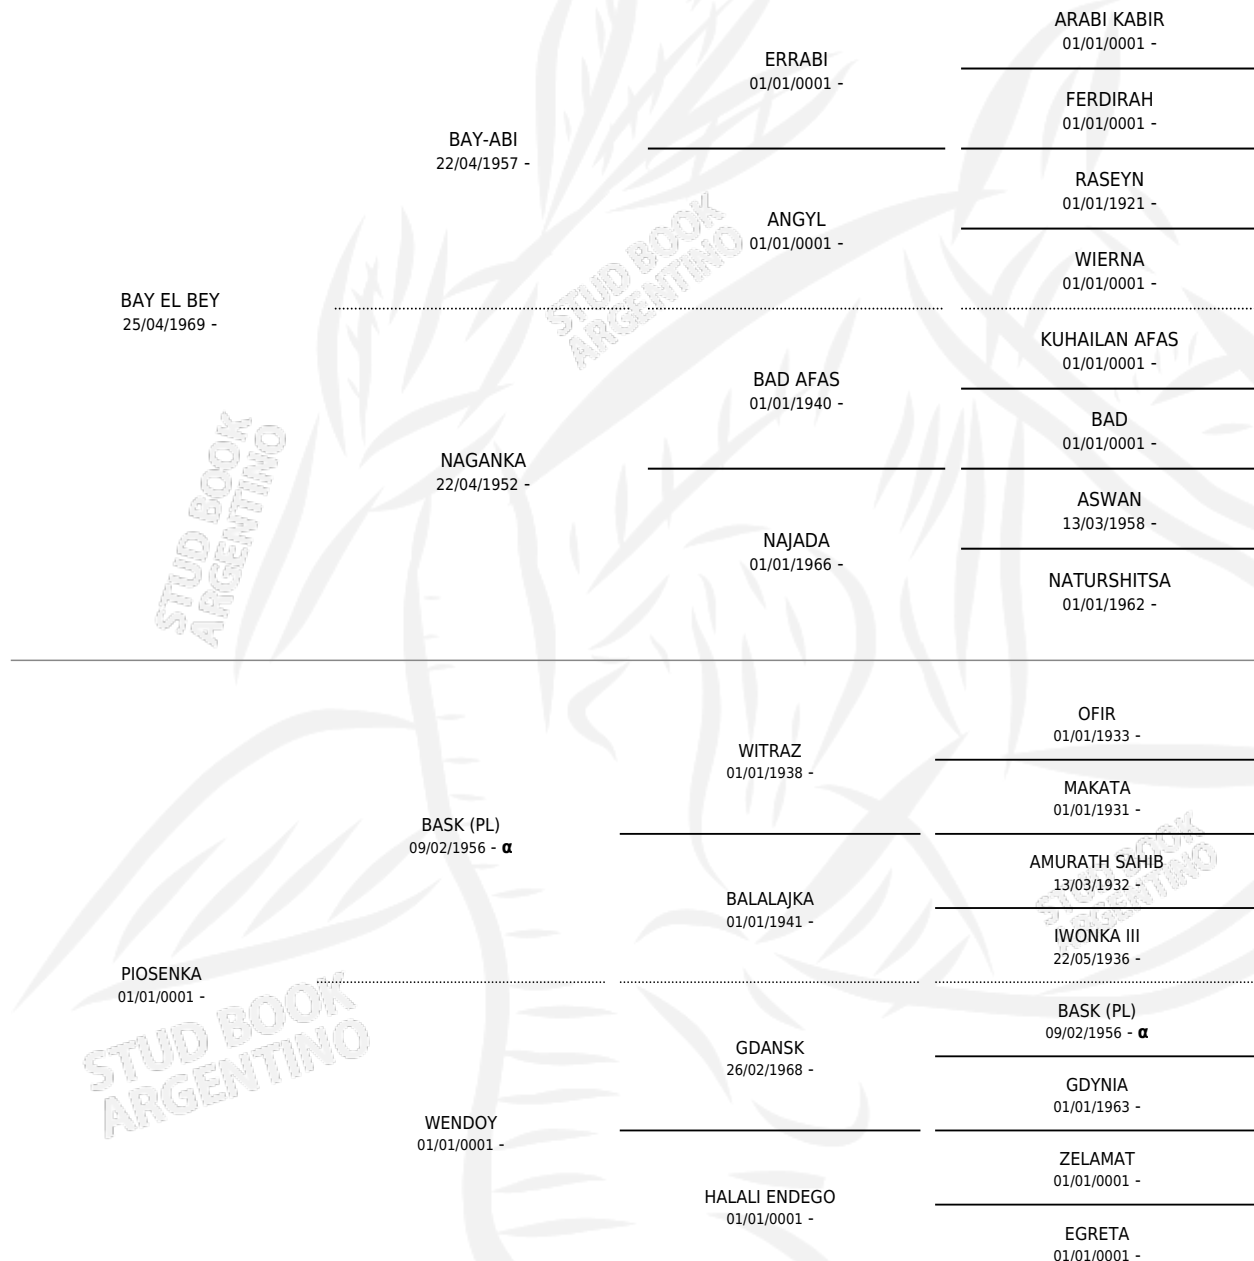 ARABI KABIR
01/01/0001 -
ERRABI
01/01/0001 -
FERDIRAH
01/01/0001 -
BAY-ABI
22/04/1957 -
RASEYN
01/01/1921 -
ANGYL
01/01/0001 -
WIERNA
01/01/0001 -
BAY EL BEY
25/04/1969 -
KUHAILAN AFAS
01/01/0001 -
BAD AFAS
01/01/1940 -
BAD
01/01/0001 -
NAGANKA
22/04/1952 -
ASWAN
13/03/1958 -
NAJADA
01/01/1966 -
NATURSHITSA
01/01/1962 -
OFIR
01/01/1933 -
WITRAZ
01/01/1938 -
MAKATA
01/01/1931 -
BASK (PL)
09/02/1956 - α
AMURATH SAHIB
13/03/1932 -
BALALAJKA
01/01/1941 -
IWONKA III
22/05/1936 -
PIOSENKA
01/01/0001 -
BASK (PL)
09/02/1956 - α
GDANSK
26/02/1968 -
GDYNIA
01/01/1963 -
WENDOY
01/01/0001 -
ZELAMAT
01/01/0001 -
HALALI ENDEGO
01/01/0001 -
EGRETA
01/01/0001 -
STUD BOOK
ARGENTINO
STUD BOOK
ARGENTINO
STUD BOOK
ARGENTINO
STUD BOOK
ARGENTINO